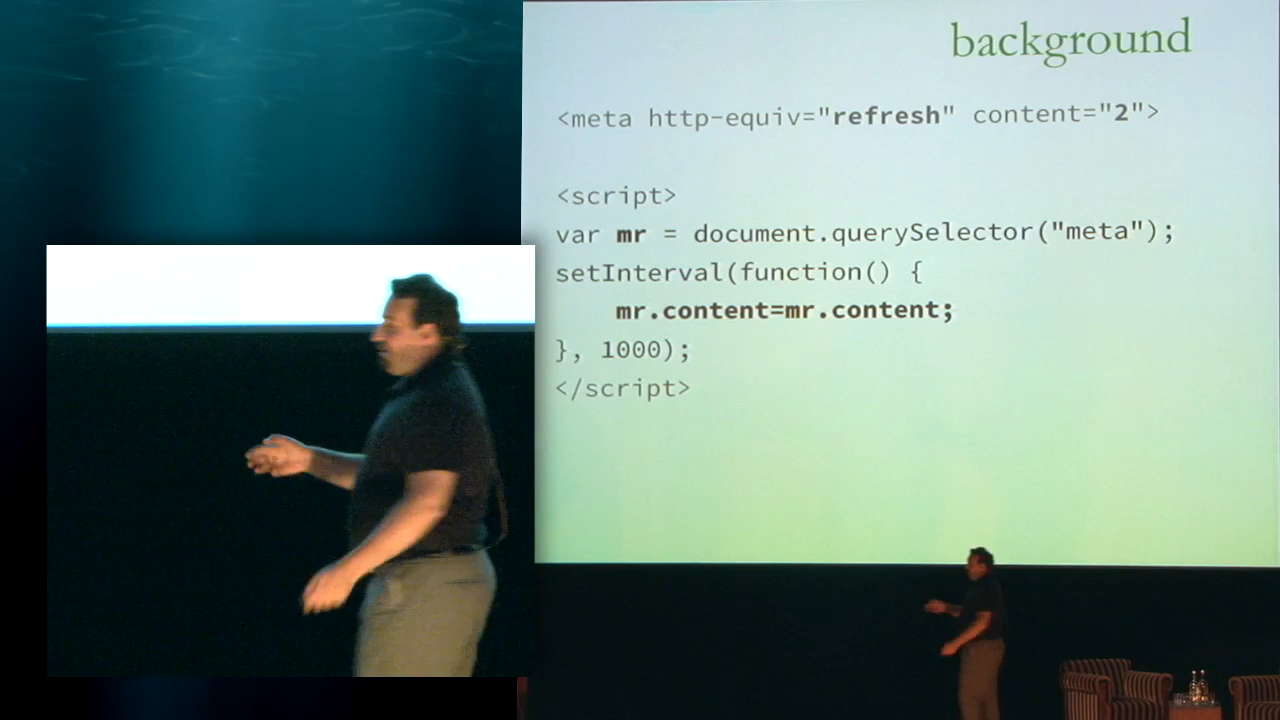 background
<meta http-equiv="refresh" content="2">
<script>
var mr = document.querySelector("meta");
setInterval(function() {
mr.content=mr.content;
}, 1000);
</script>